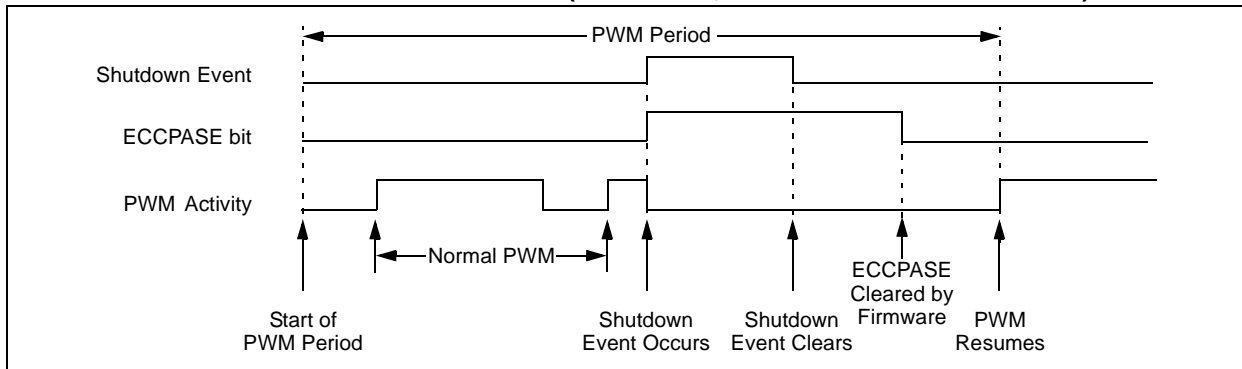 PWM Period
Shutdown Event
ECCPASE bit
PWM Activity
Normal PWM
Start of
PWM Period
Shutdown
Event Occurs
Shutdown
Event Clears
ECCPASE
Cleared by
Firmware
PWM
Resumes